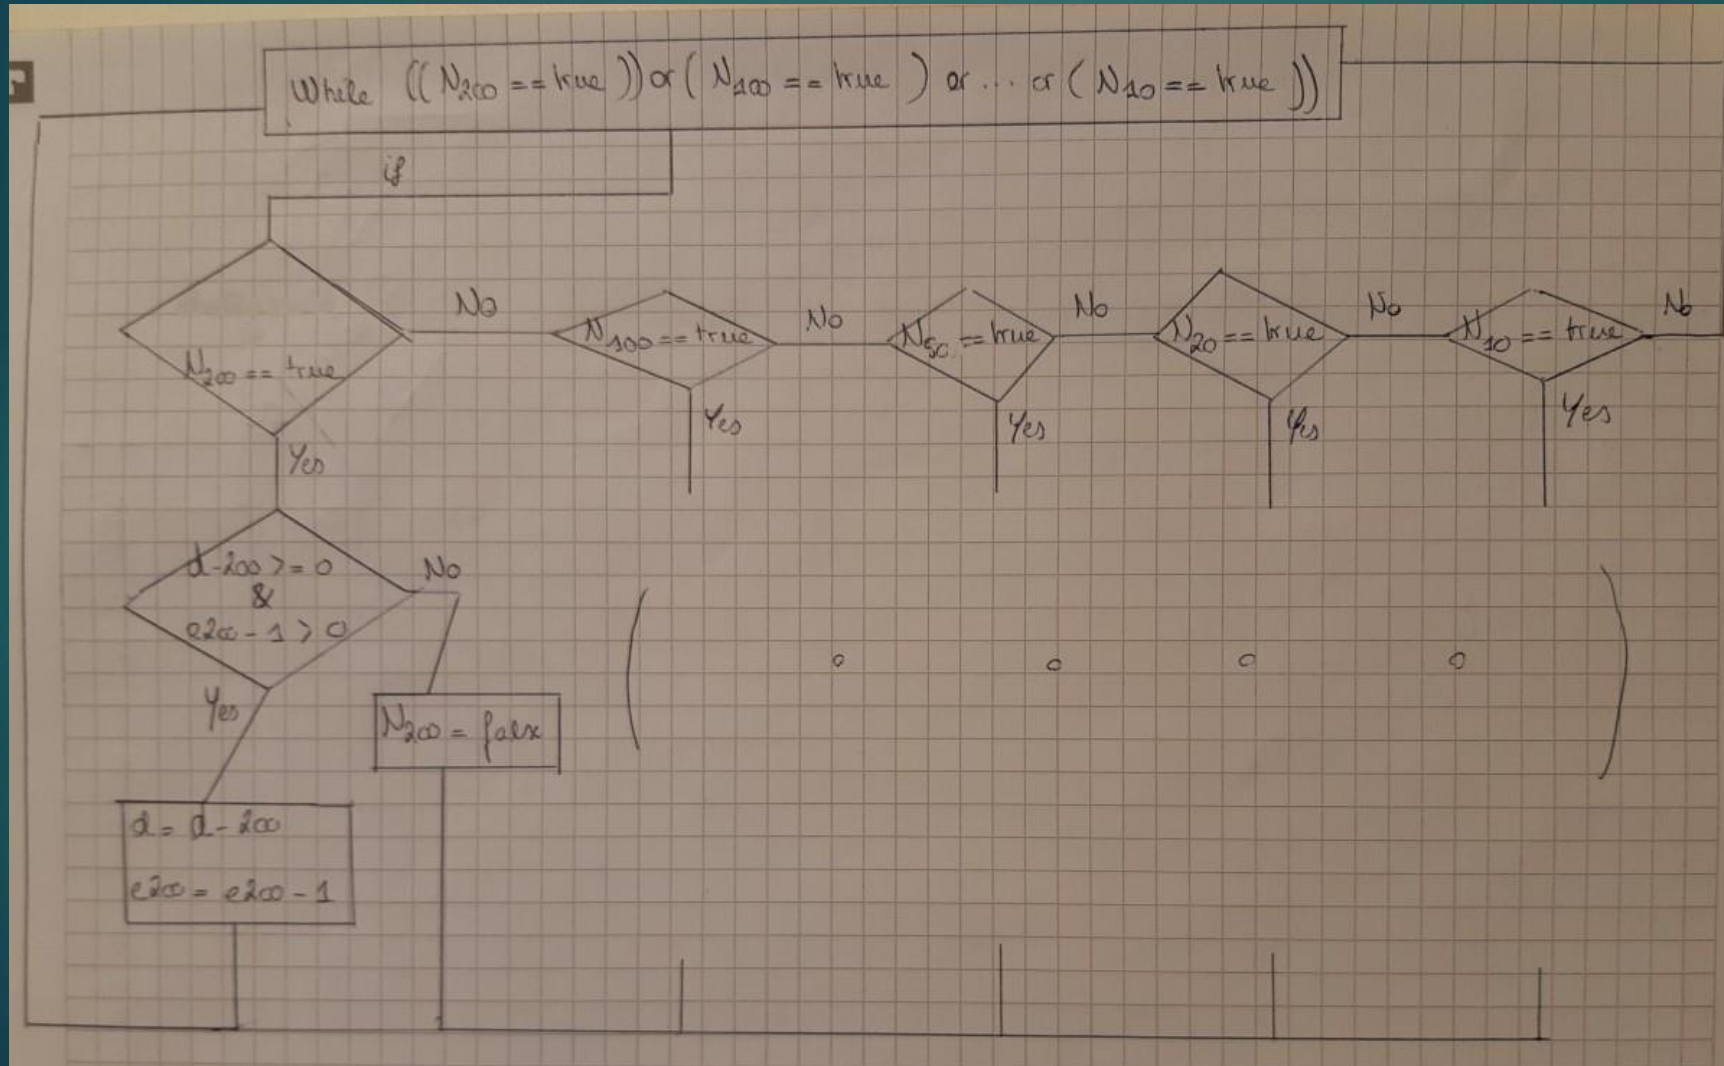 While ((N200 == true)) or (N100 == true) or ... or (N10 == true))
if
N200 == true
No
N100 == true
No
N50 == true
No
N20 == true
No
N10 == true
No
Yes
Yes
Yes
Yes
Yes
d-200 >= 0
&
e200 - 1 > 0
No
Yes
N200 = false
d = d - 200
e200 = e200 - 1